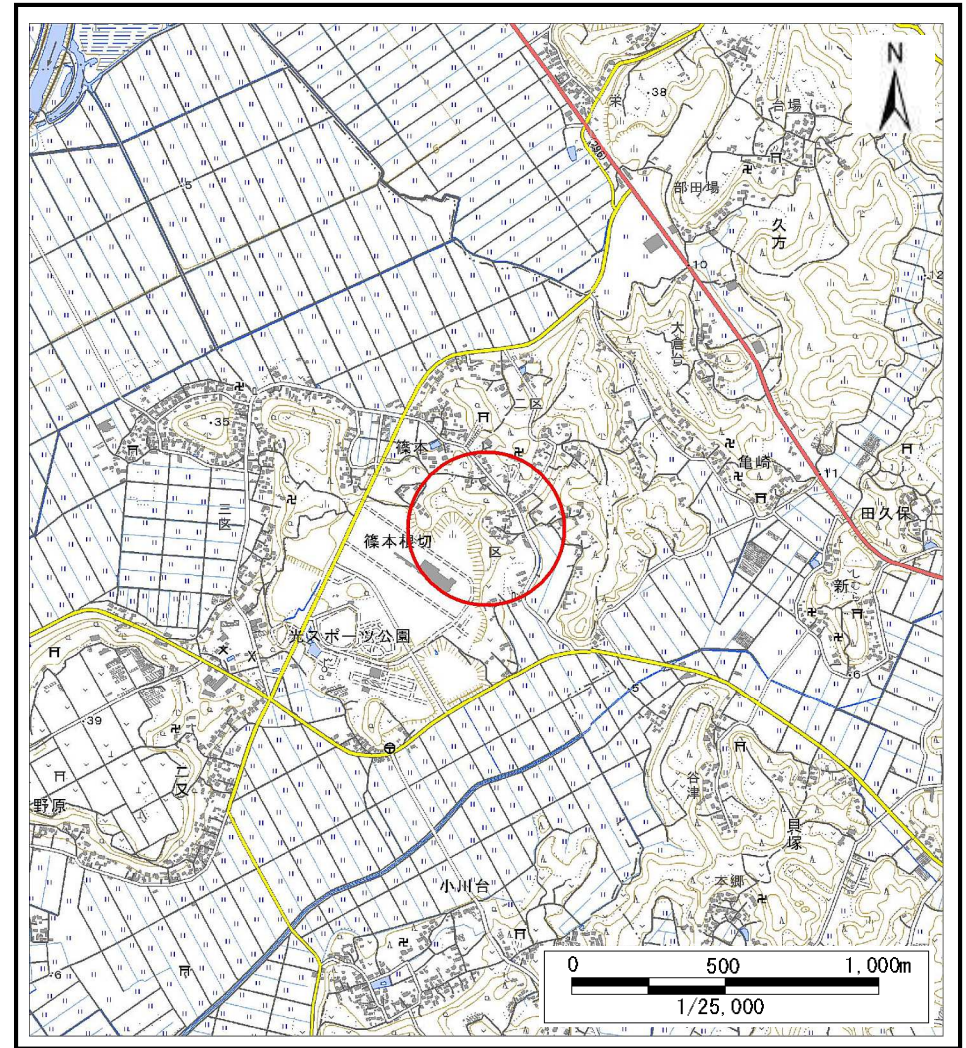 N
栄
・38
台場
296
部田場
久方
10
12
5
大倉台
二区
・35
篠本
亀崎
11
三区
篠本根切
区
田久保
新
光スポーツ公園
・39
5
・6
二又
谷津
野原
貝塚
小川台
本郷
・6
0 500 1,000m
1/25,000